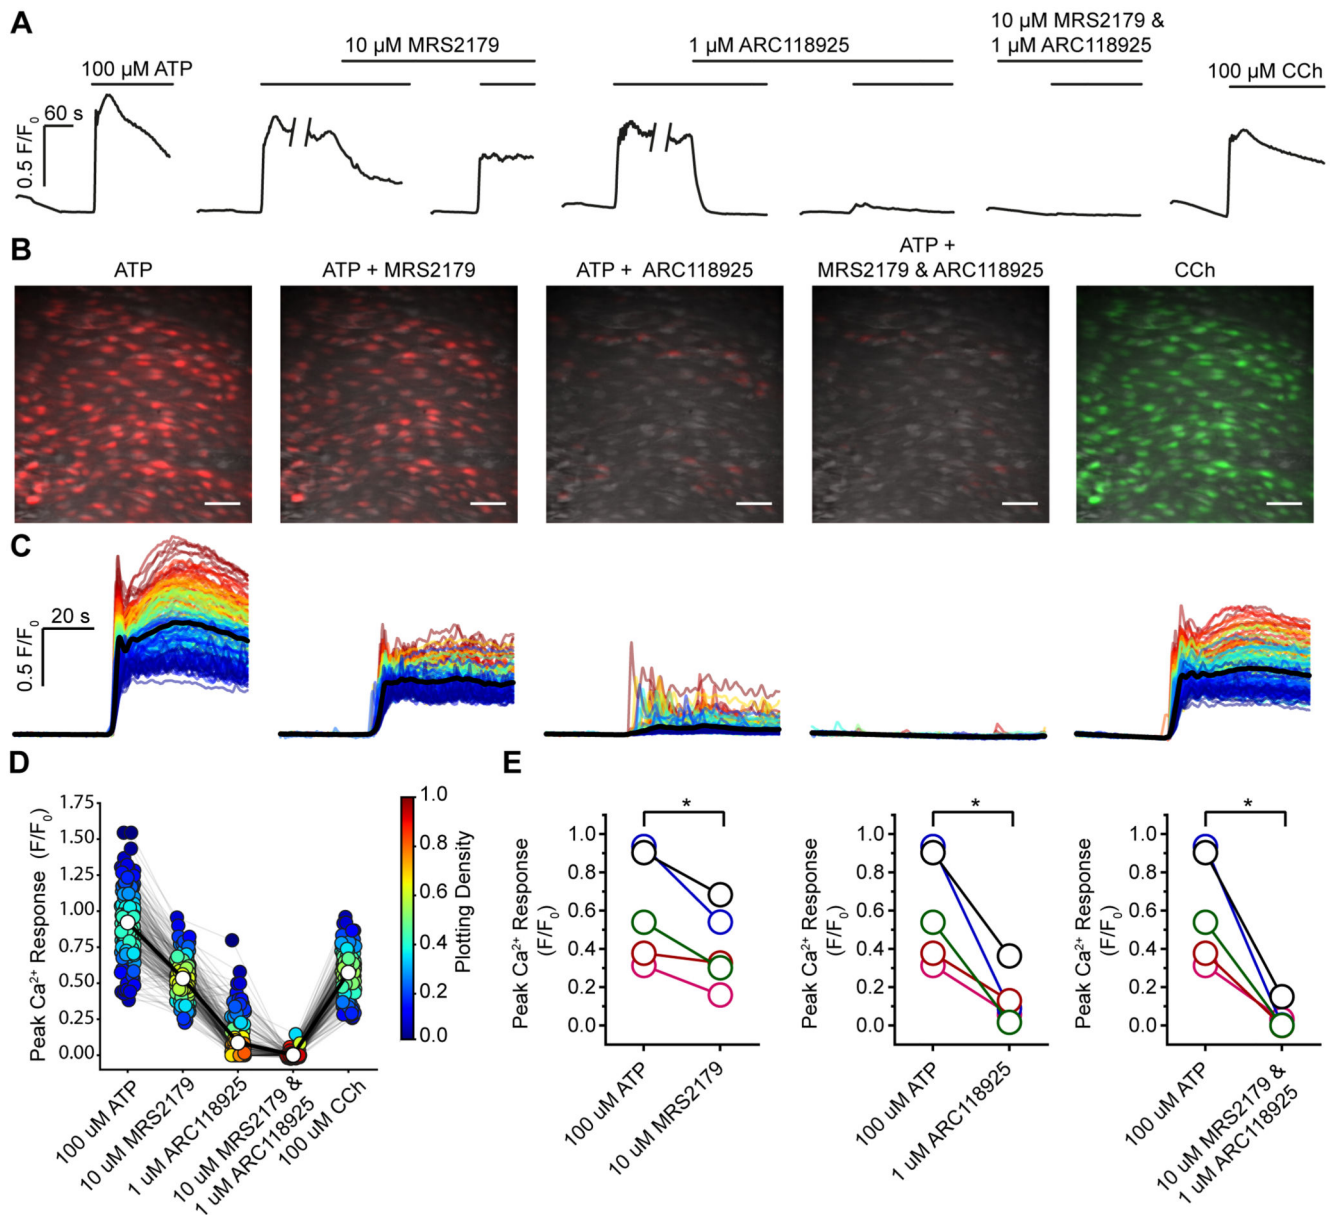 A
100 µM ATP
10 µM MRS2179
1 µM ARC118925
10 µM MRS2179 &
1 µM ARC118925
100 µM CCh
60 s
0.5 F/F0
B
ATP
ATP + MRS2179
ATP + ARC118925
ATP +
MRS2179 & ARC118925
CCh
C
20 s
0.5 F/F0
D
Peak Ca2+ Response (F/F0)
1.75
1.50
1.25
1.00
0.75
0.50
0.25
0.00
100 uM ATP
10 uM MRS2179
1 uM ARC118925
10 uM MRS2179 &
1 uM ARC118925
100 uM CCh
1.0
0.8
0.6
0.4
0.2
0.0
Plotting Density
E
Peak Ca2+ Response
(F/F0)
1.0
0.8
0.6
0.4
0.2
0.0
*
100 uM ATP
10 uM MRS2179
Peak Ca2+ Response
(F/F0)
1.0
0.8
0.6
0.4
0.2
0.0
*
100 uM ATP
1 uM ARC118925
Peak Ca2+ Response
(F/F0)
1.0
0.8
0.6
0.4
0.2
0.0
*
100 uM ATP
10 uM MRS2179 &
1 uM ARC118925